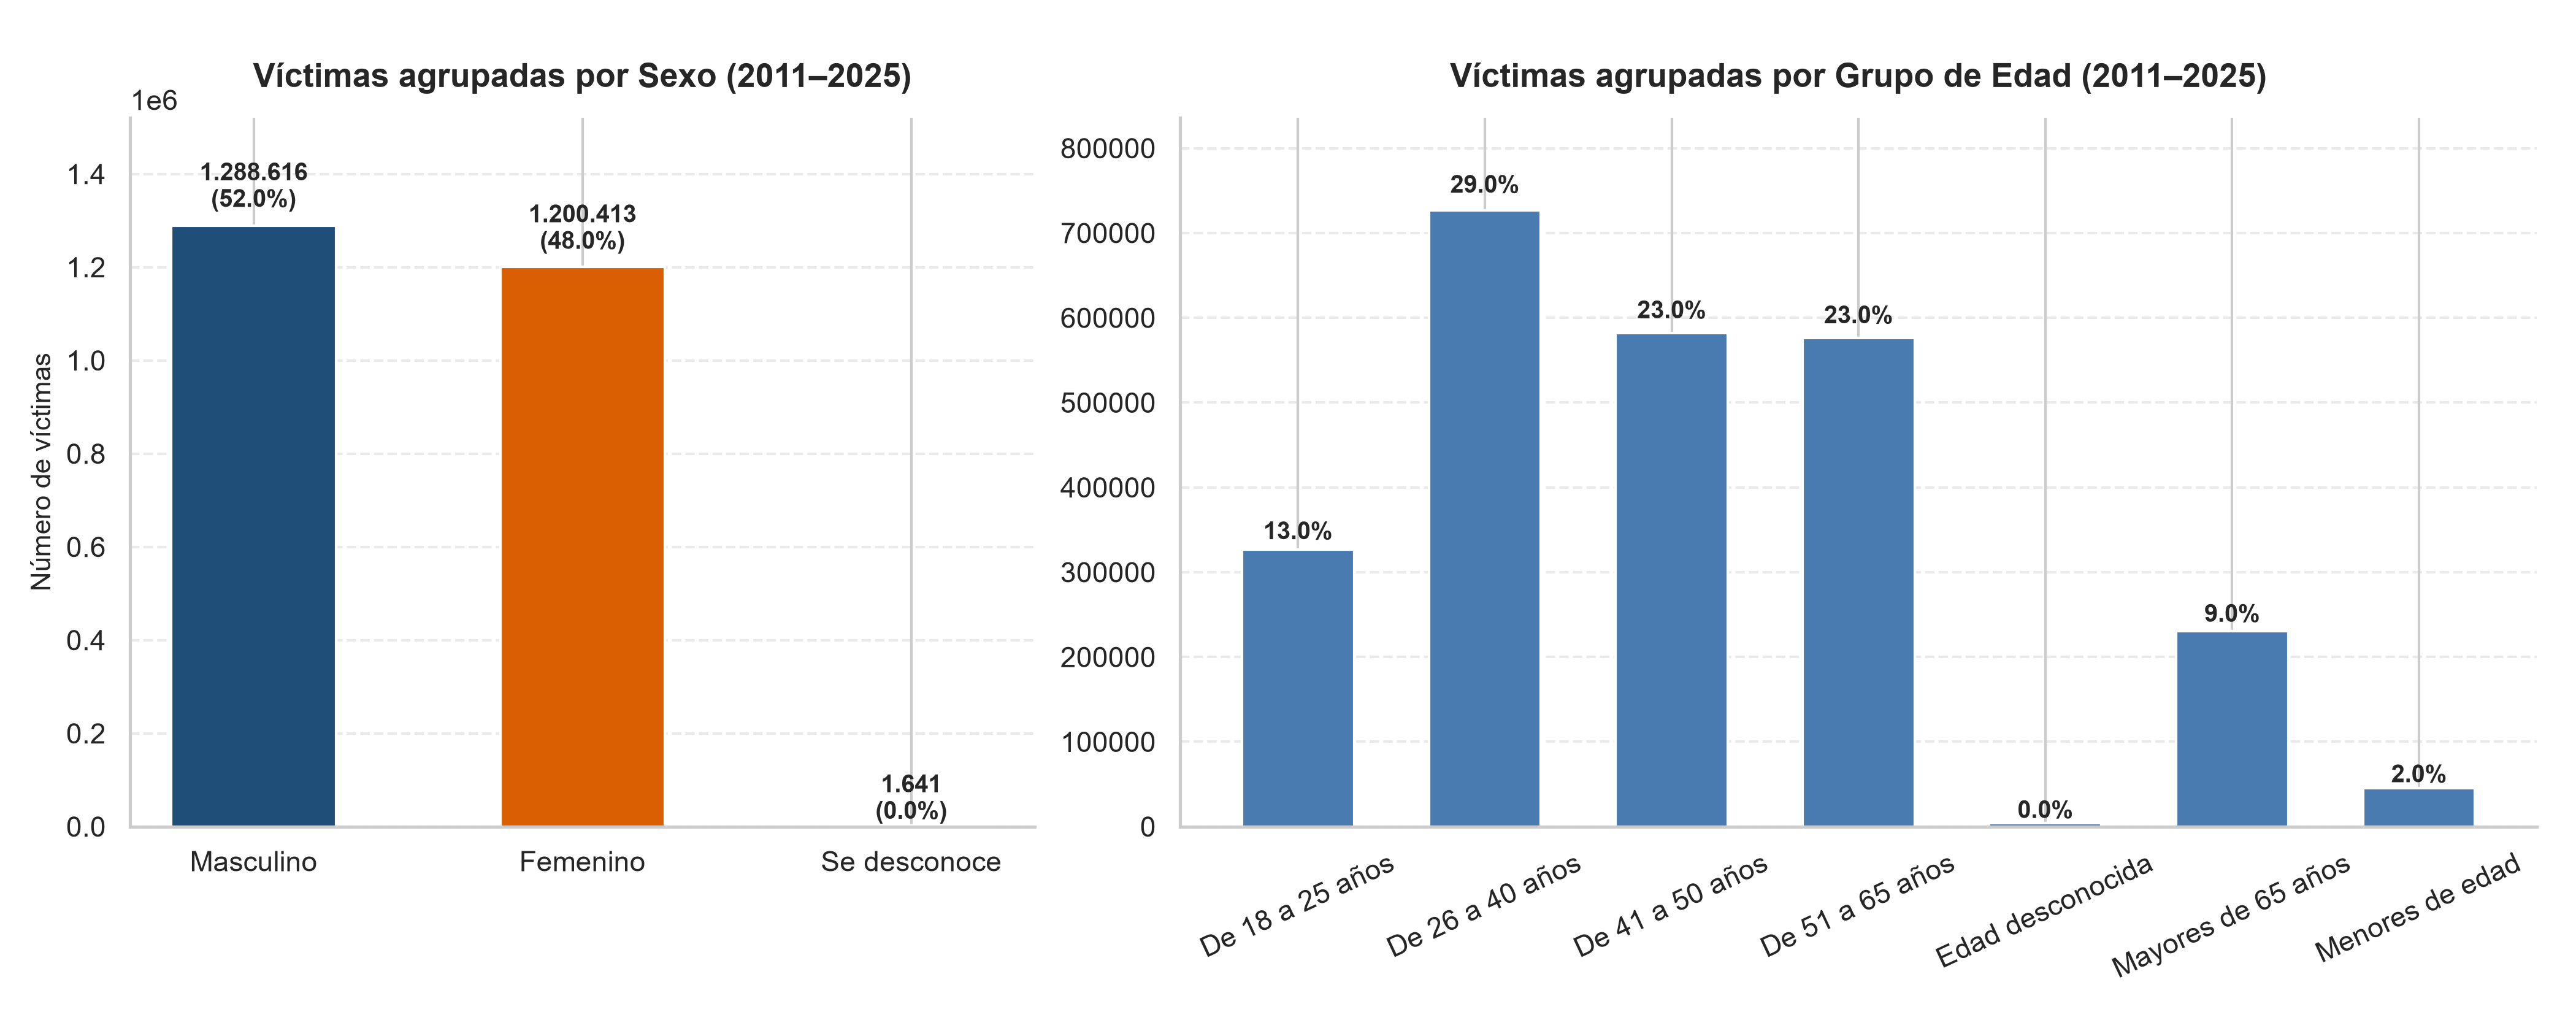 Víctimas agrupadas por Sexo (2011–2025)
1e6
Número de víctimas
1.4
1.2
1.0
0.8
0.6
0.4
0.2
0.0
1.288.616
(52.0%)
1.200.413
(48.0%)
1.641
(0.0%)
Masculino
Femenino
Se desconoce
Víctimas agrupadas por Grupo de Edad (2011–2025)
800000
700000
600000
500000
400000
300000
200000
100000
0
13.0%
29.0%
23.0%
23.0%
0.0%
9.0%
2.0%
De 18 a 25 años
De 26 a 40 años
De 41 a 50 años
De 51 a 65 años
Edad desconocida
Mayores de 65 años
Menores de edad